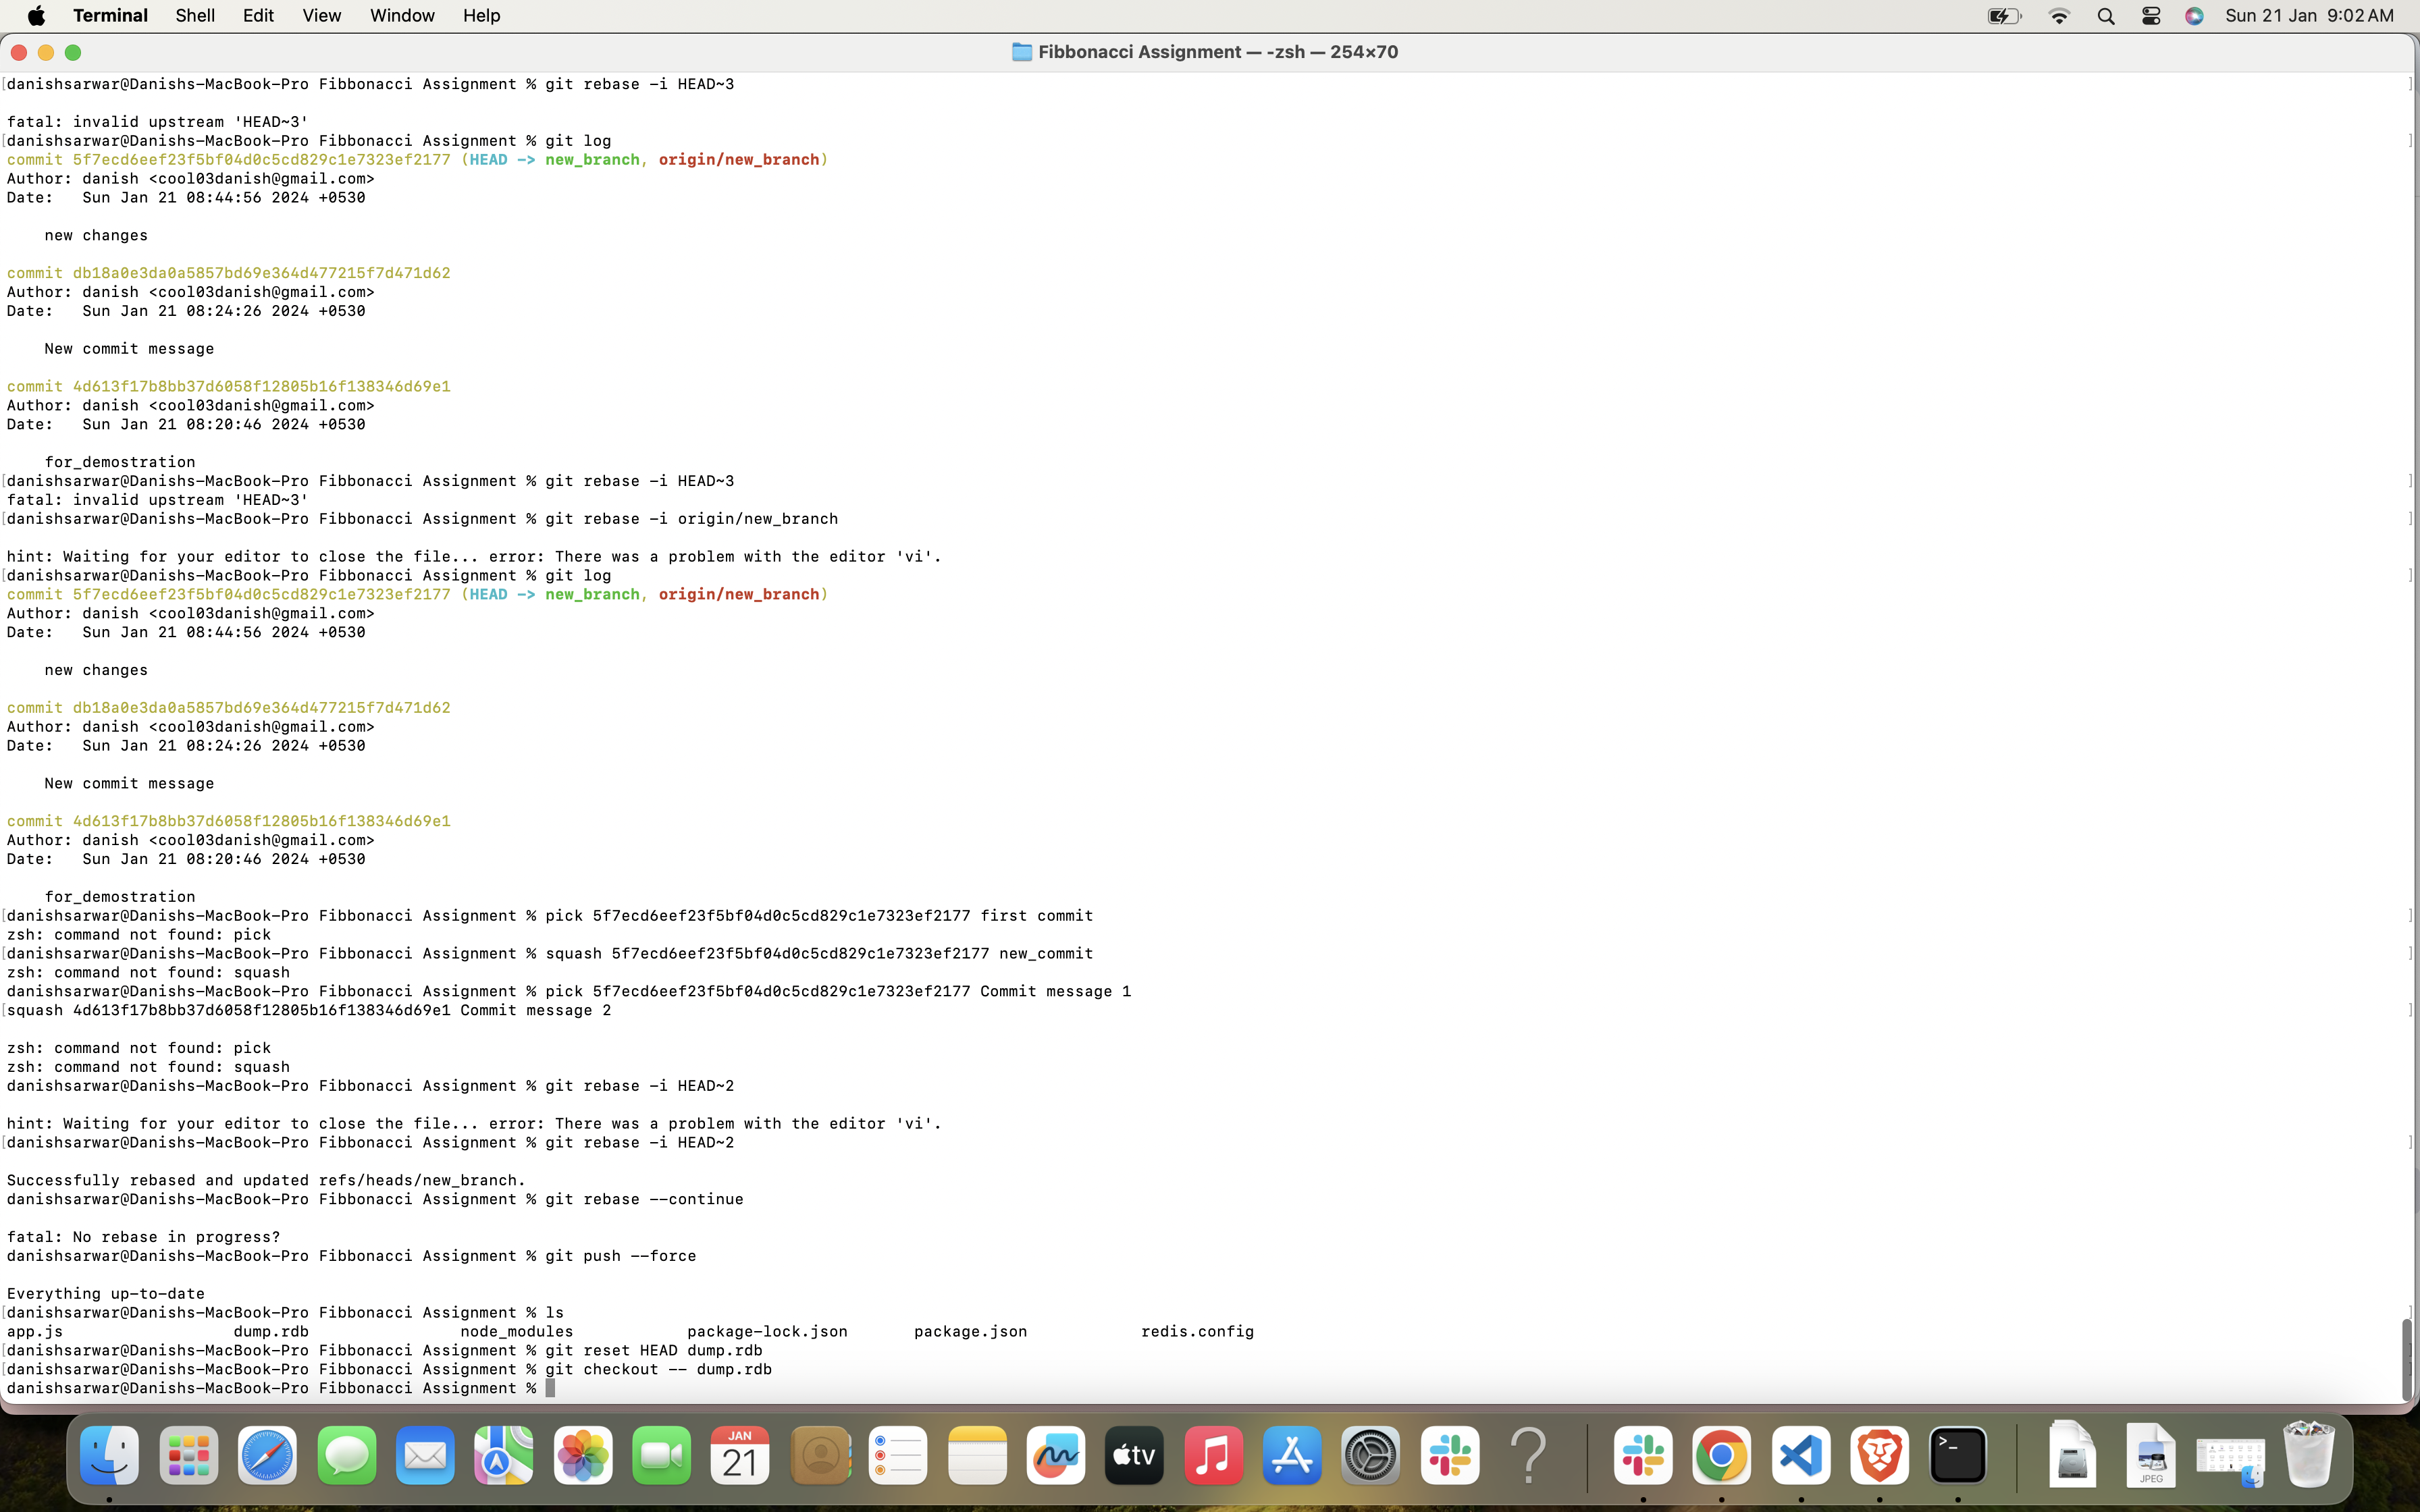 Terminal Shell Edit View Window Help Sun 21 Jan 9:02 AM
Fibbonacci Assignment — -zsh — 254×70
[danishsarwar@Danishs-MacBook-Pro Fibbonacci Assignment % git rebase -i HEAD~3 ]
fatal: invalid upstream 'HEAD~3'
[danishsarwar@Danishs-MacBook-Pro Fibbonacci Assignment % git log ]
commit 5f7ecd6eef23f5bf04d0c5cd829c1e7323ef2177 (HEAD -> new_branch, origin/new_branch)
Author: danish <cool03danish@gmail.com>
Date:   Sun Jan 21 08:44:56 2024 +0530
new changes
commit db18a0e3da0a5857bd69e364d477215f7d471d62
Author: danish <cool03danish@gmail.com>
Date:   Sun Jan 21 08:24:26 2024 +0530
New commit message
commit 4d613f17b8bb37d6058f12805b16f138346d69e1
Author: danish <cool03danish@gmail.com>
Date:   Sun Jan 21 08:20:46 2024 +0530
for_demostration
[danishsarwar@Danishs-MacBook-Pro Fibbonacci Assignment % git rebase -i HEAD~3 ]
fatal: invalid upstream 'HEAD~3'
[danishsarwar@Danishs-MacBook-Pro Fibbonacci Assignment % git rebase -i origin/new_branch ]
hint: Waiting for your editor to close the file... error: There was a problem with the editor 'vi'.
[danishsarwar@Danishs-MacBook-Pro Fibbonacci Assignment % git log ]
commit 5f7ecd6eef23f5bf04d0c5cd829c1e7323ef2177 (HEAD -> new_branch, origin/new_branch)
Author: danish <cool03danish@gmail.com>
Date:   Sun Jan 21 08:44:56 2024 +0530
new changes
commit db18a0e3da0a5857bd69e364d477215f7d471d62
Author: danish <cool03danish@gmail.com>
Date:   Sun Jan 21 08:24:26 2024 +0530
New commit message
commit 4d613f17b8bb37d6058f12805b16f138346d69e1
Author: danish <cool03danish@gmail.com>
Date:   Sun Jan 21 08:20:46 2024 +0530
for_demostration
[danishsarwar@Danishs-MacBook-Pro Fibbonacci Assignment % pick 5f7ecd6eef23f5bf04d0c5cd829c1e7323ef2177 first commit ]
zsh: command not found: pick
[danishsarwar@Danishs-MacBook-Pro Fibbonacci Assignment % squash 5f7ecd6eef23f5bf04d0c5cd829c1e7323ef2177 new_commit ]
zsh: command not found: squash
danishsarwar@Danishs-MacBook-Pro Fibbonacci Assignment % pick 5f7ecd6eef23f5bf04d0c5cd829c1e7323ef2177 Commit message 1
[squash 4d613f17b8bb37d6058f12805b16f138346d69e1 Commit message 2 ]
zsh: command not found: pick
zsh: command not found: squash
danishsarwar@Danishs-MacBook-Pro Fibbonacci Assignment % git rebase -i HEAD~2
hint: Waiting for your editor to close the file... error: There was a problem with the editor 'vi'.
[danishsarwar@Danishs-MacBook-Pro Fibbonacci Assignment % git rebase -i HEAD~2 ]
Successfully rebased and updated refs/heads/new_branch.
danishsarwar@Danishs-MacBook-Pro Fibbonacci Assignment % git rebase --continue
fatal: No rebase in progress?
danishsarwar@Danishs-MacBook-Pro Fibbonacci Assignment % git push --force
Everything up-to-date
[danishsarwar@Danishs-MacBook-Pro Fibbonacci Assignment % ls ]
app.js dump.rdb node_modules package-lock.json package.json redis.config
[danishsarwar@Danishs-MacBook-Pro Fibbonacci Assignment % git reset HEAD dump.rdb ]
[danishsarwar@Danishs-MacBook-Pro Fibbonacci Assignment % git checkout -- dump.rdb ]
danishsarwar@Danishs-MacBook-Pro Fibbonacci Assignment %
JAN
21
tv
?
>_
JPEG